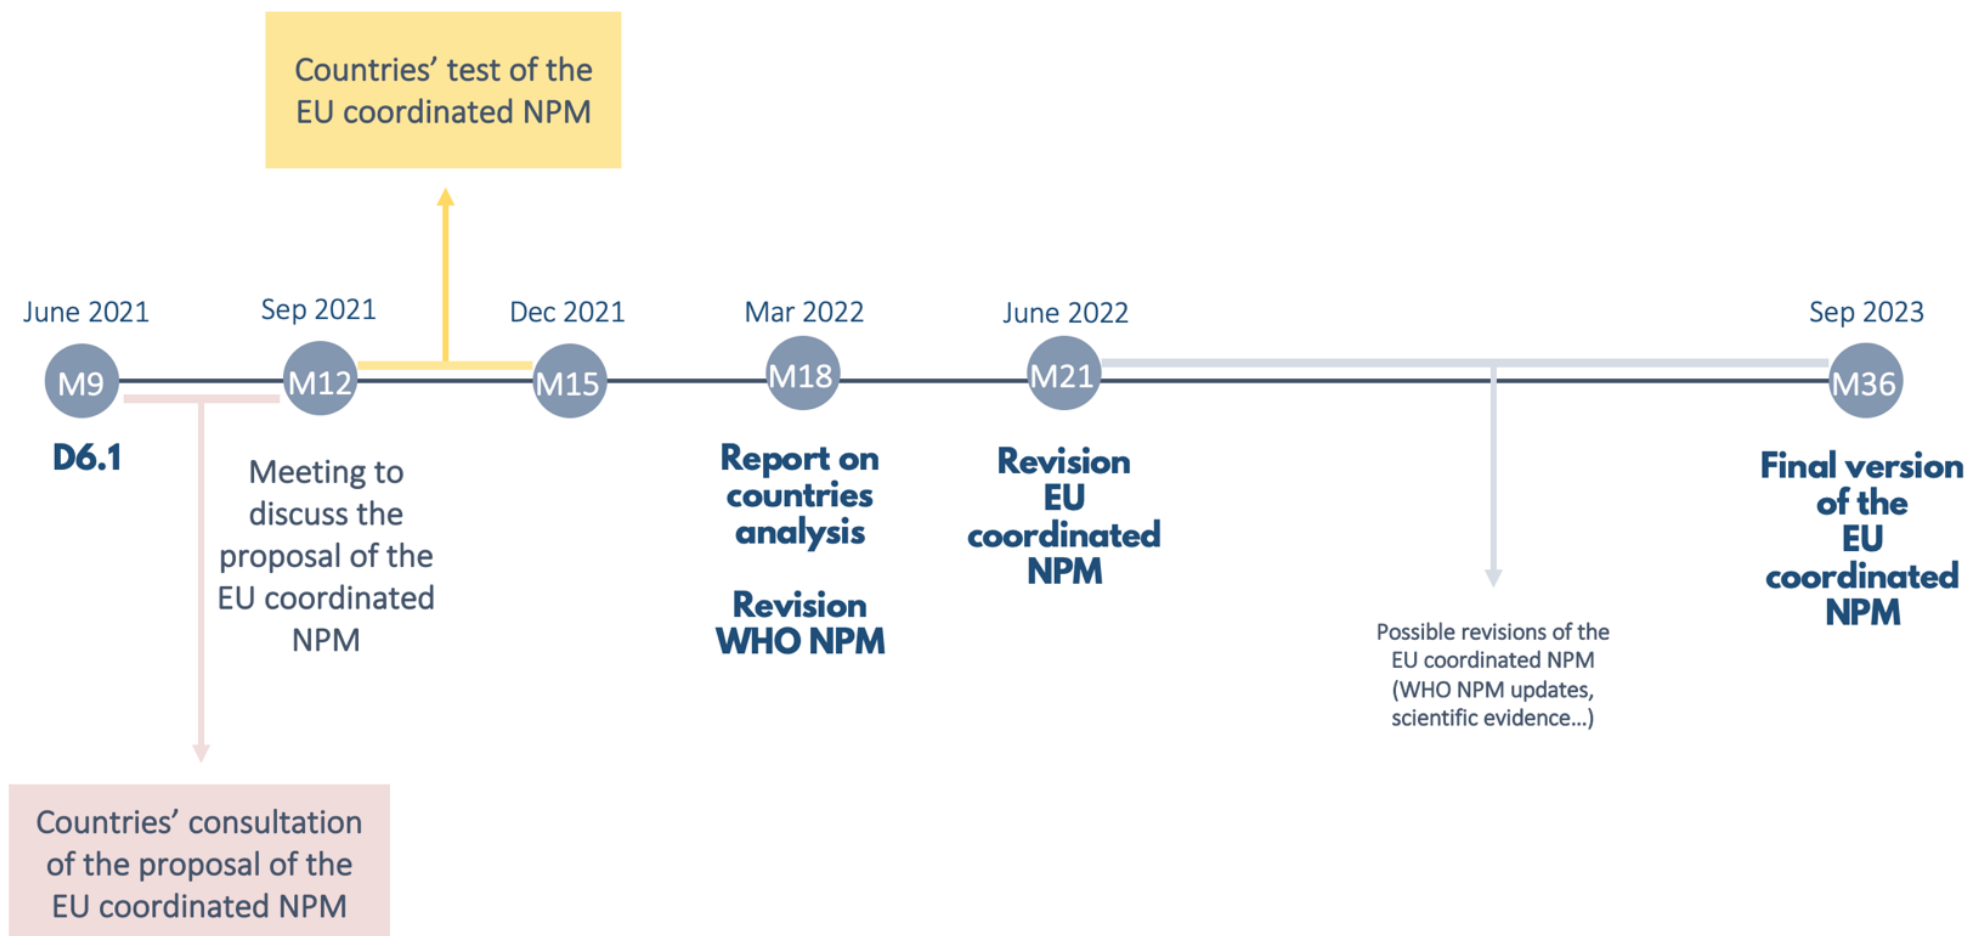 Countries’ test of the
EU coordinated NPM
June 2021
Sep 2021
Dec 2021
Mar 2022
June 2022
Sep 2023
M9
M12
M15
M18
M21
M36
D6.1
Meeting to
discuss the
proposal of the
EU coordinated
NPM
Report on
countries
analysis
Revision
WHO NPM
Revision
EU
coordinated
NPM
Possible revisions of the
EU coordinated NPM
(WHO NPM updates,
scientific evidence...)
Final version
of the
EU
coordinated
NPM
Countries’ consultation
of the proposal of the
EU coordinated NPM